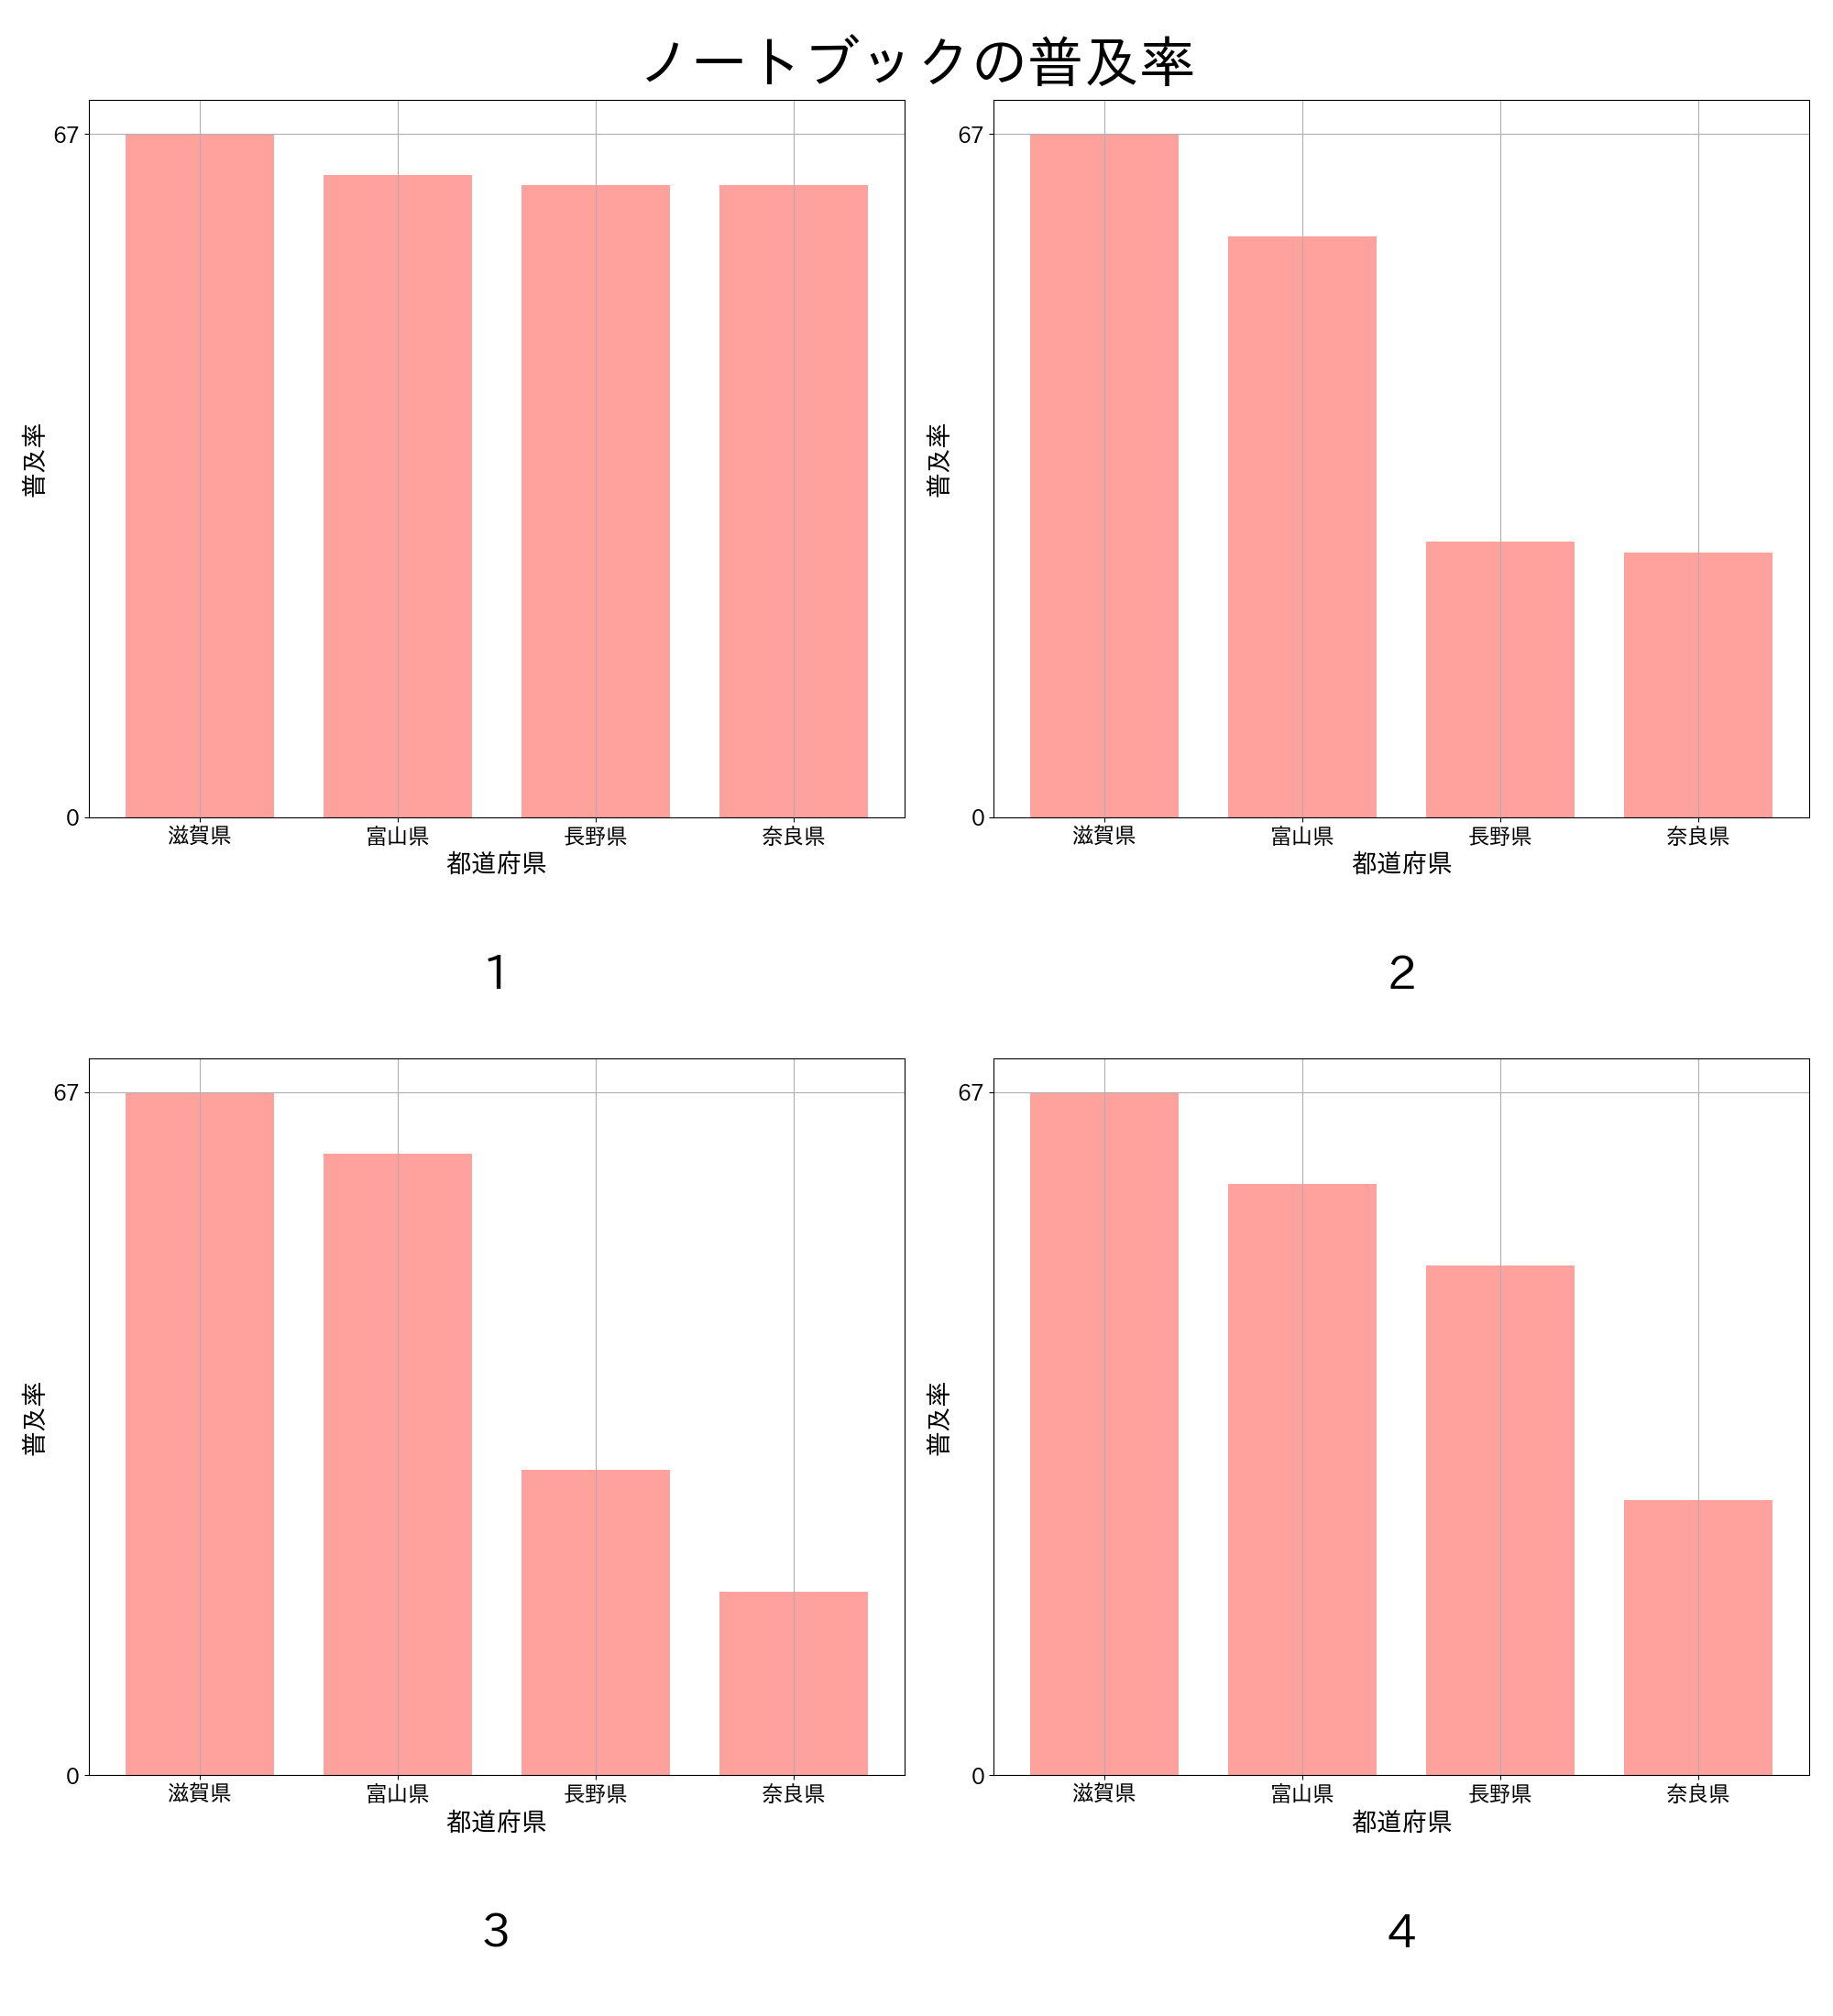 ノートブックの普及率
67
0
普及率
滋賀県 富山県 長野県 奈良県
都道府県
1
67
0
普及率
滋賀県 富山県 長野県 奈良県
都道府県
2
67
0
普及率
滋賀県 富山県 長野県 奈良県
都道府県
3
67
0
普及率
滋賀県 富山県 長野県 奈良県
都道府県
4